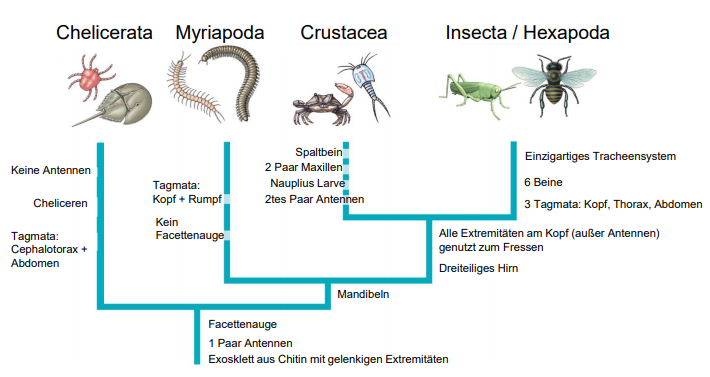 Chelicerata
Myriapoda
Crustacea
Insecta / Hexapoda
Keine Antennen
Cheliceren
Tagmata:
Cephalotorax +
Abdomen
Tagmata:
Kopf + Rumpf
Kein
Facettenauge
Spaltbein
2 Paar Maxillen
Nauplius Larve
2tes Paar Antennen
Einzigartiges Tracheensystem
6 Beine
3 Tagmata: Kopf, Thorax, Abdomen
Alle Extremitäten am Kopf (außer Antennen)
genutzt zum Fressen
Dreiteiliges Hirn
Mandibeln
Facettenauge
1 Paar Antennen
Exosklett aus Chitin mit gelenkigen Extremitäten